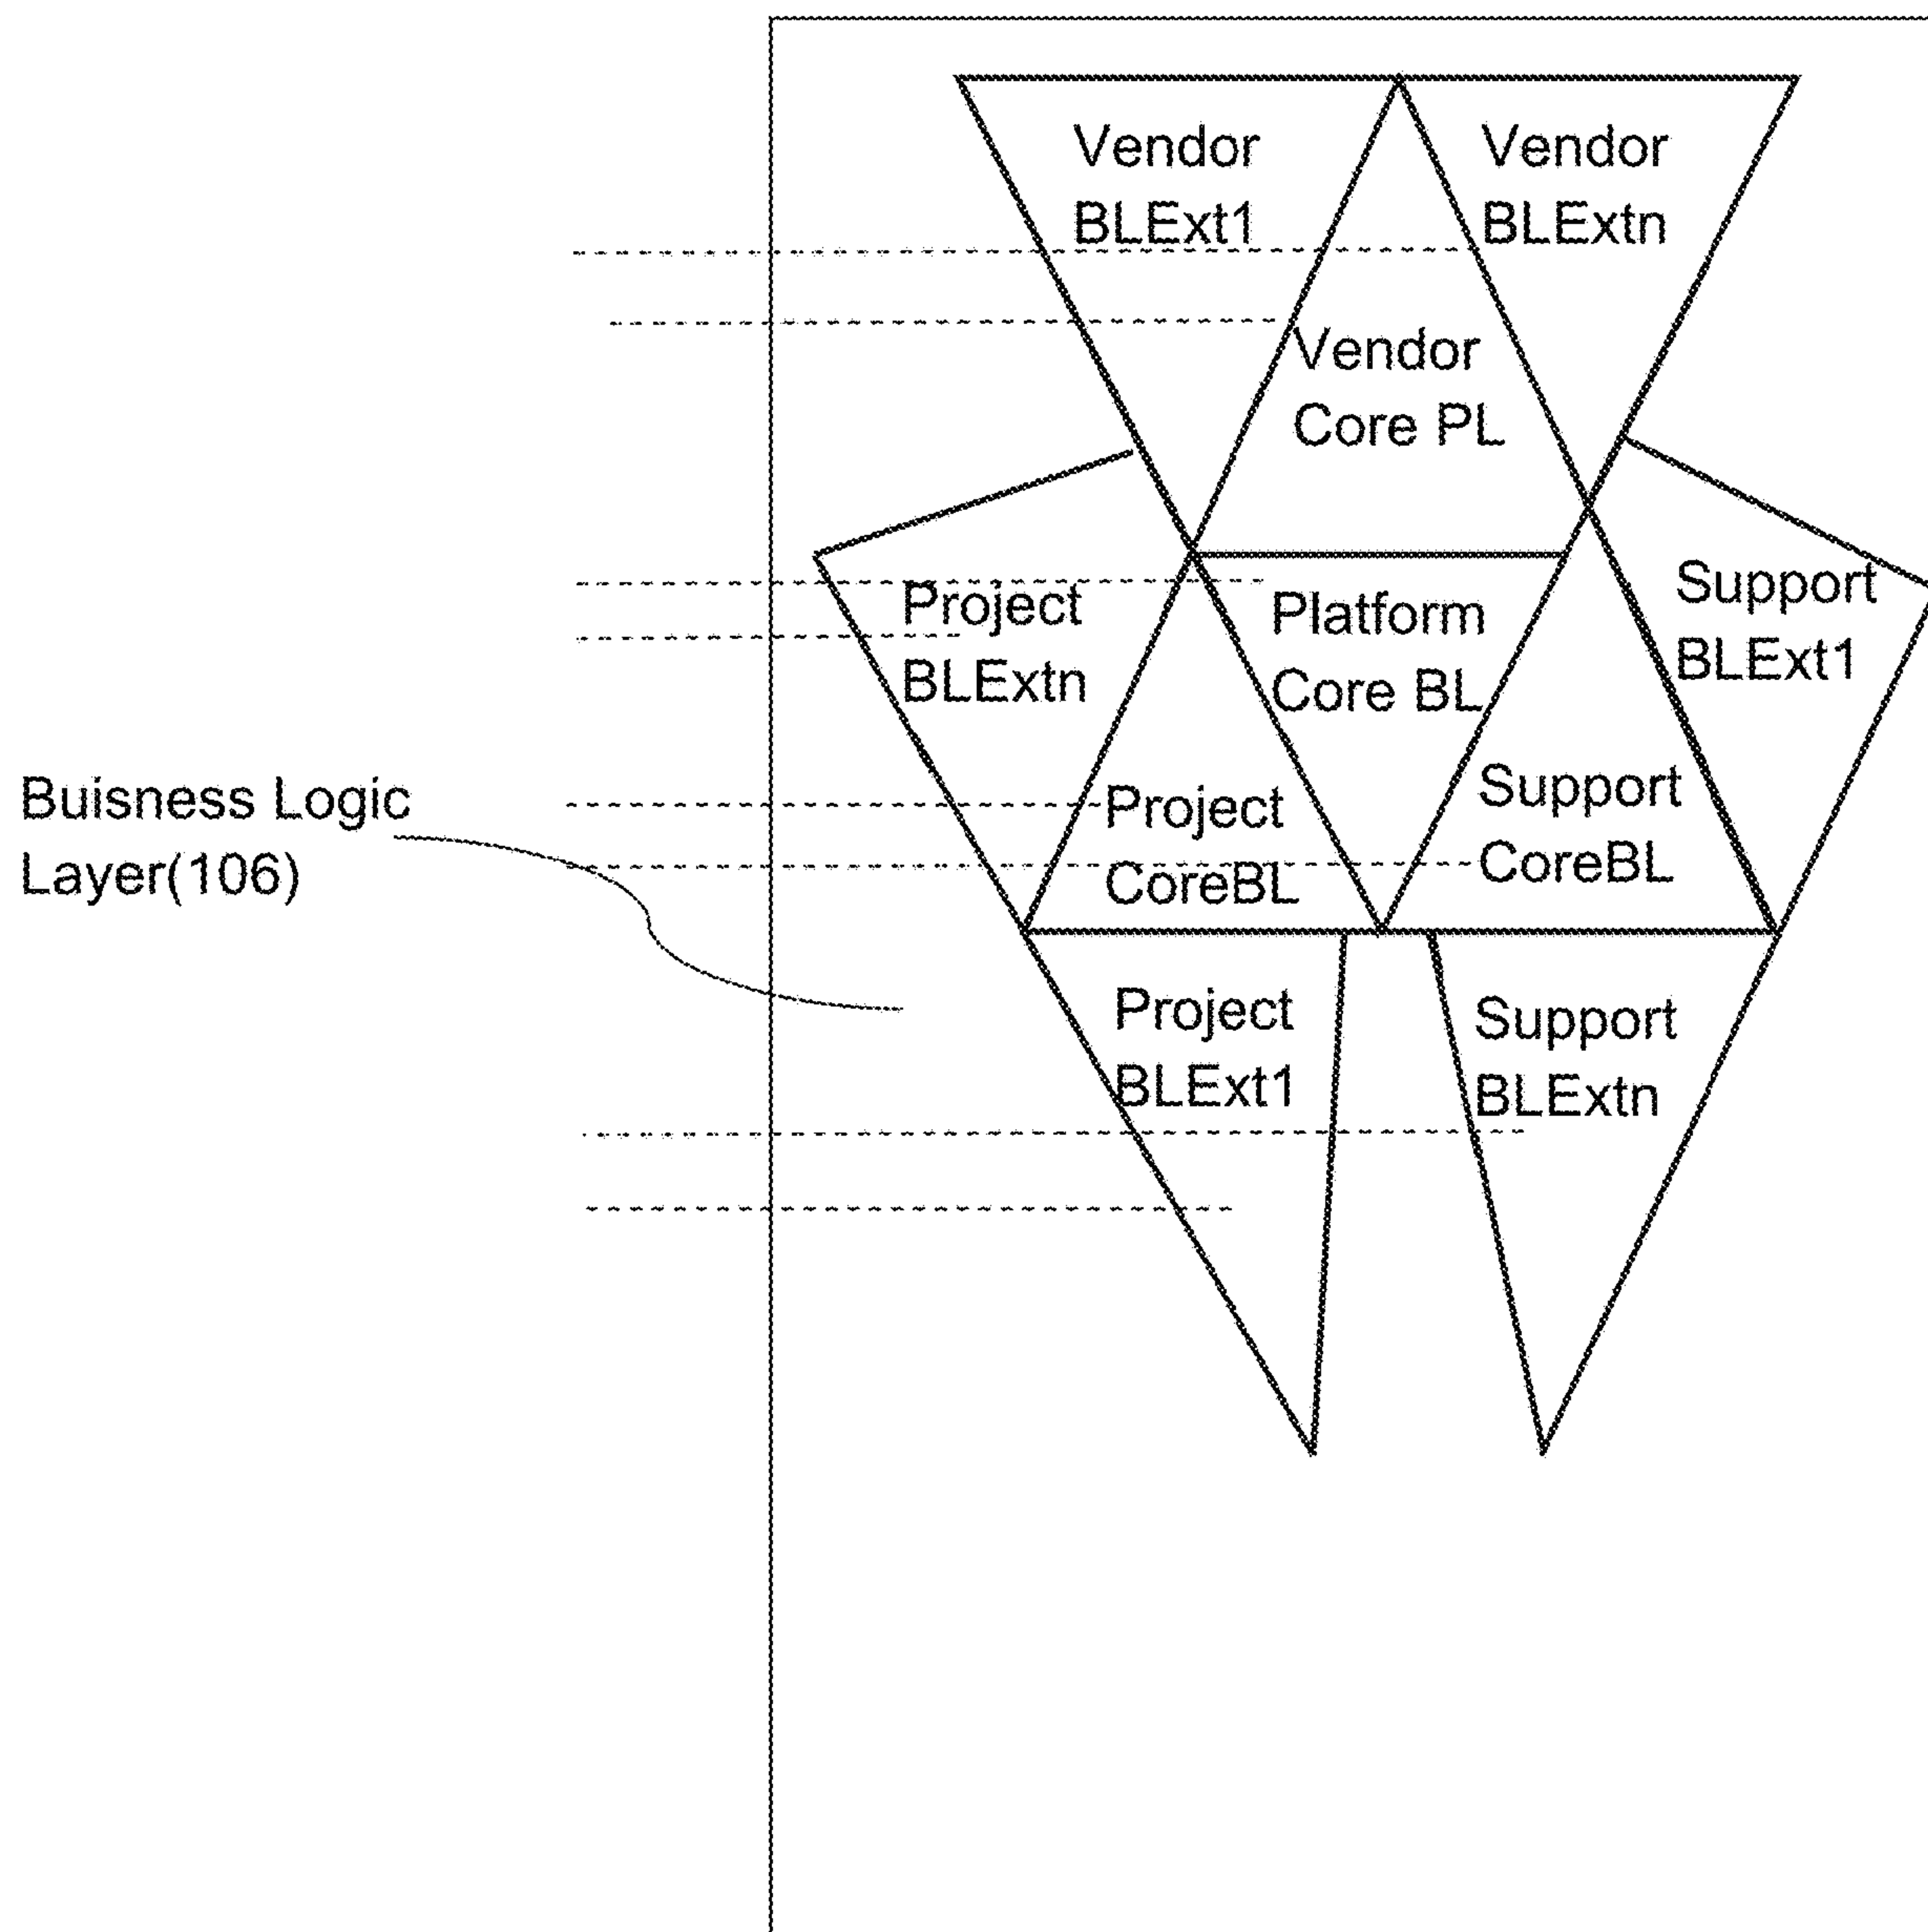 Vendor
BLExt1
Vendor
BLExtn
Vendor
Core PL
Project
BLExtn
Platform
Core BL
Support
BLExt1
Buisness Logic
Layer(106)
Project
CoreBL
Support
CoreBL
Project
BLExt1
Support
BLExtn